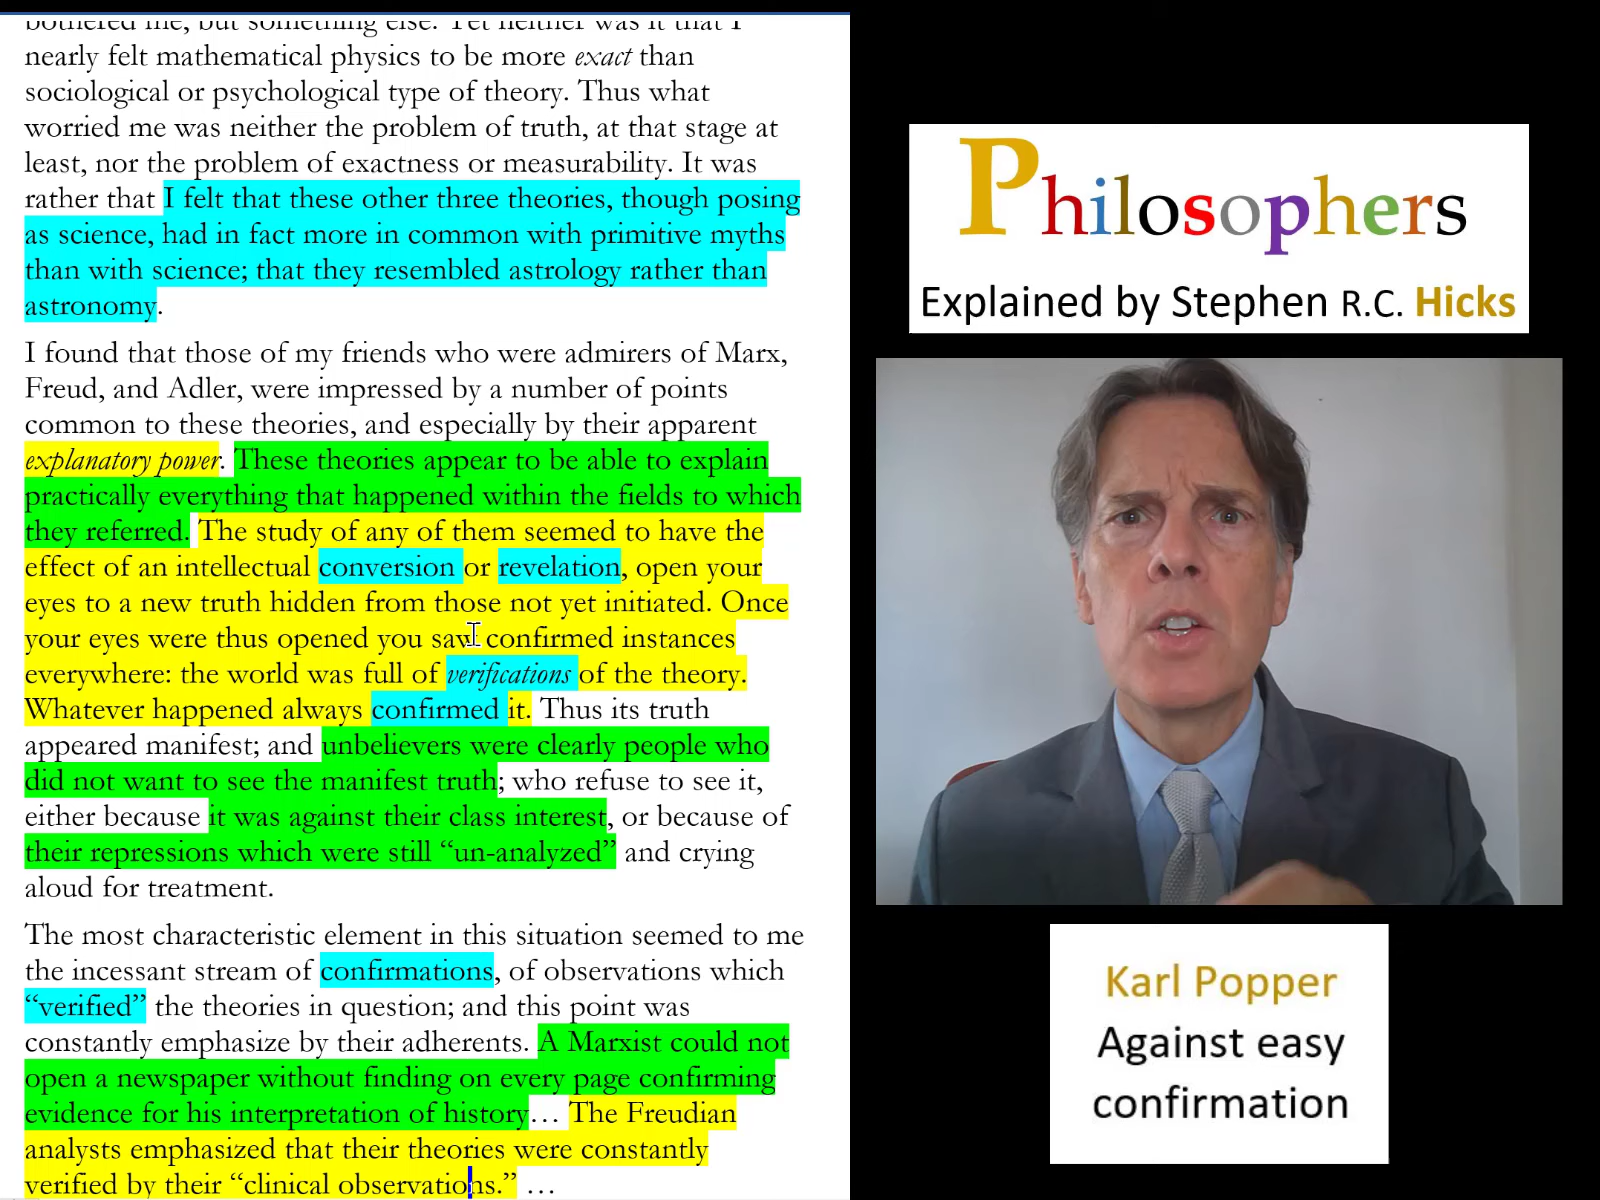 bothered me, but something else. Yet neither was it that I
nearly felt mathematical physics to be more exact than
sociological or psychological type of theory. Thus what
worried me was neither the problem of truth, at that stage at
least, nor the problem of exactness or measurability. It was
rather that I felt that these other three theories, though posing
as science, had in fact more in common with primitive myths
than with science; that they resembled astrology rather than
astronomy.
I found that those of my friends who were admirers of Marx,
Freud, and Adler, were impressed by a number of points
common to these theories, and especially by their apparent
explanatory power. These theories appear to be able to explain
practically everything that happened within the fields to which
they referred. The study of any of them seemed to have the
effect of an intellectual conversion or revelation, open your
eyes to a new truth hidden from those not yet initiated. Once
your eyes were thus opened you saw confirmed instances
everywhere: the world was full of verifications of the theory.
Whatever happened always confirmed it. Thus its truth
appeared manifest; and unbelievers were clearly people who
did not want to see the manifest truth; who refuse to see it,
either because it was against their class interest, or because of
their repressions which were still “un-analyzed” and crying
aloud for treatment.
The most characteristic element in this situation seemed to me
the incessant stream of confirmations, of observations which
“verified” the theories in question; and this point was
constantly emphasize by their adherents. A Marxist could not
open a newspaper without finding on every page confirming
evidence for his interpretation of history… The Freudian
analysts emphasized that their theories were constantly
verified by their “clinical observations.” …
Philosophers
Explained by Stephen R.C. Hicks
Karl Popper
Against easy
confirmation